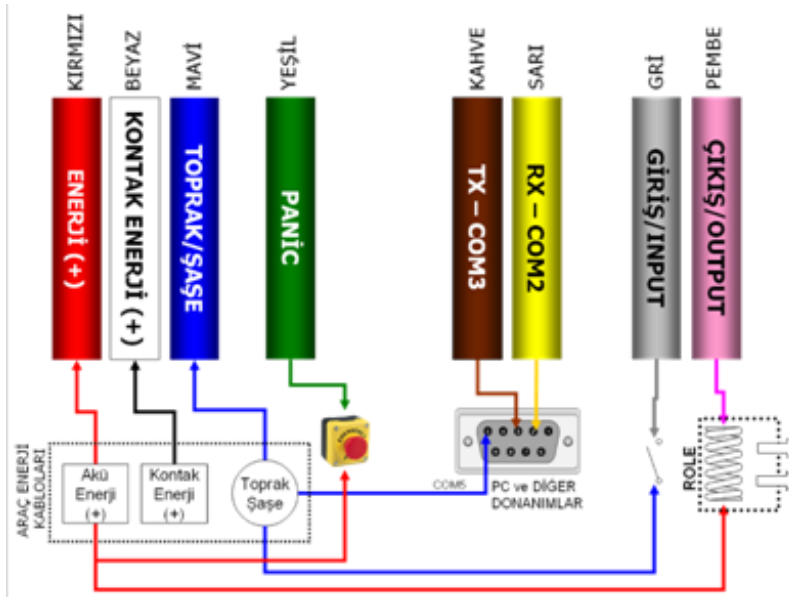 KIRMIZI
BEYAZ
MAVİ
YEŞİL
KAHVE
SARI
GRİ
PEMBE
ENERJİ (+)
KONTAK ENERJİ (+)
TOPRAK/ŞAŞE
PANİC
TX – COM3
RX – COM2
GİRİŞ/INPUT
ÇIKIŞ/OUTPUT
ARAÇ ENERJİ
KABLOLARI
Akü
Enerji
(+)
Kontak
Enerji
(+)
Toprak
Şaşe
COM5
PC ve DİĞER
DONANIMLAR
ROLE